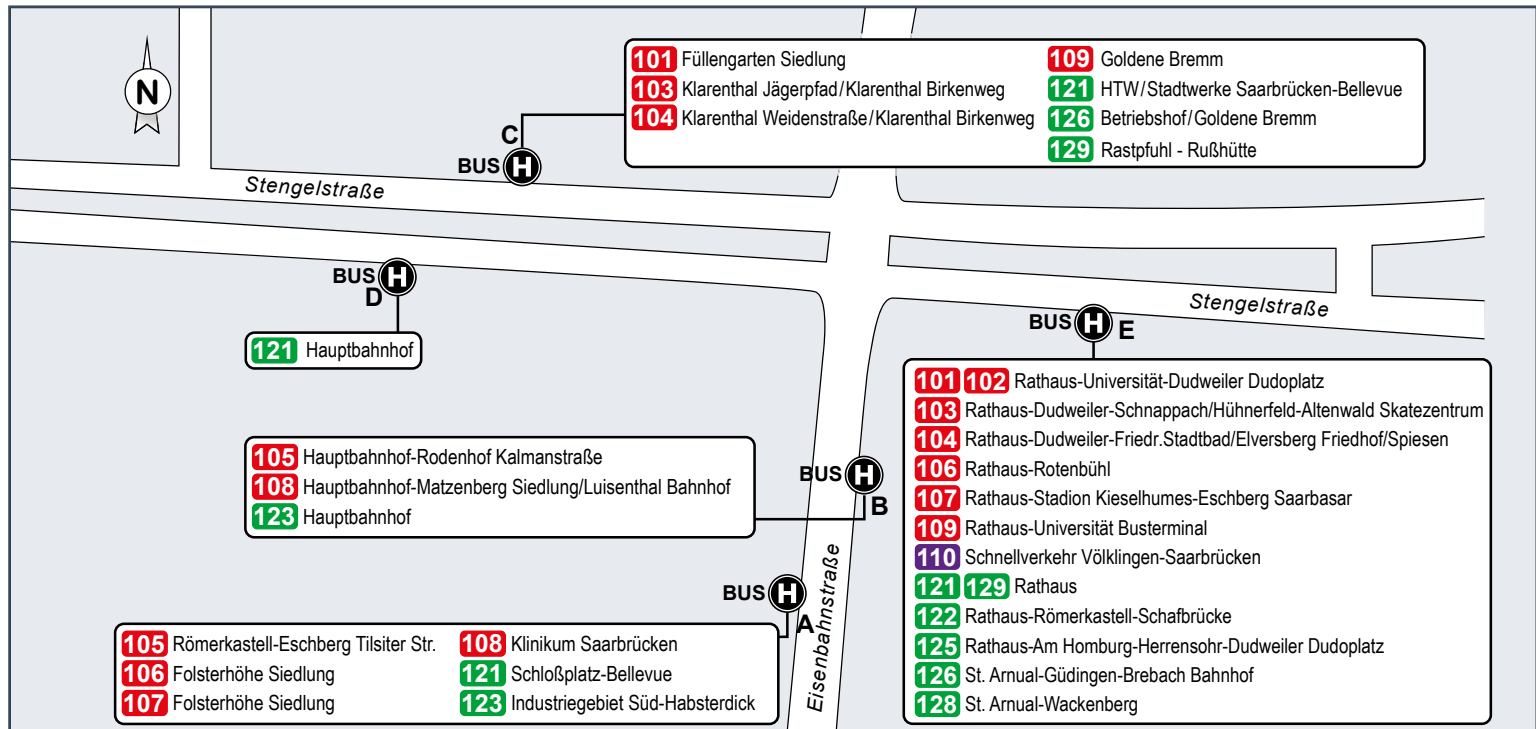 N
101 Füllengarten Siedlung
103 Klarenthal Jägerpfad/Klarenthal Birkenweg
104 Klarenthal Weidenstraße/Klarenthal Birkenweg
109 Goldene Bremm
121 HTW/Stadtwerke Saarbrücken-Bellevue
126 Betriebshof/Goldene Bremm
129 Rastpfuhl - Rußhütte
C
BUS H
Stengelstraße
BUS H
D
121 Hauptbahnhof
Stengelstraße
BUS H E
101 102 Rathaus-Universität-Dudweiler Dudoplatz
103 Rathaus-Dudweiler-Schnappach/Hühnerfeld-Altenwald Skatezentrum
104 Rathaus-Dudweiler-Friedr.Stadtbad/Elversberg Friedhof/Spiesen
106 Rathaus-Rotenbühl
107 Rathaus-Stadion Kieselhumes-Eschberg Saarbasar
109 Rathaus-Universität Busterminal
110 Schnellverkehr Völklingen-Saarbrücken
121 129 Rathaus
122 Rathaus-Römerkastell-Schafbrücke
125 Rathaus-Am Homburg-Herrensohr-Dudweiler Dudoplatz
126 St. Arnual-Güdingen-Brebach Bahnhof
128 St. Arnual-Wackenberg
105 Hauptbahnhof-Rodenhof Kalmanstraße
108 Hauptbahnhof-Matzenberg Siedlung/Luisenthal Bahnhof
123 Hauptbahnhof
BUS H
B
Eisenbahnstraße
BUS H
A
105 Römerkastell-Eschberg Tilsiter Str.
106 Folsterhöhe Siedlung
107 Folsterhöhe Siedlung
108 Klinikum Saarbrücken
121 Schloßplatz-Bellevue
123 Industriegebiet Süd-Habsterdick